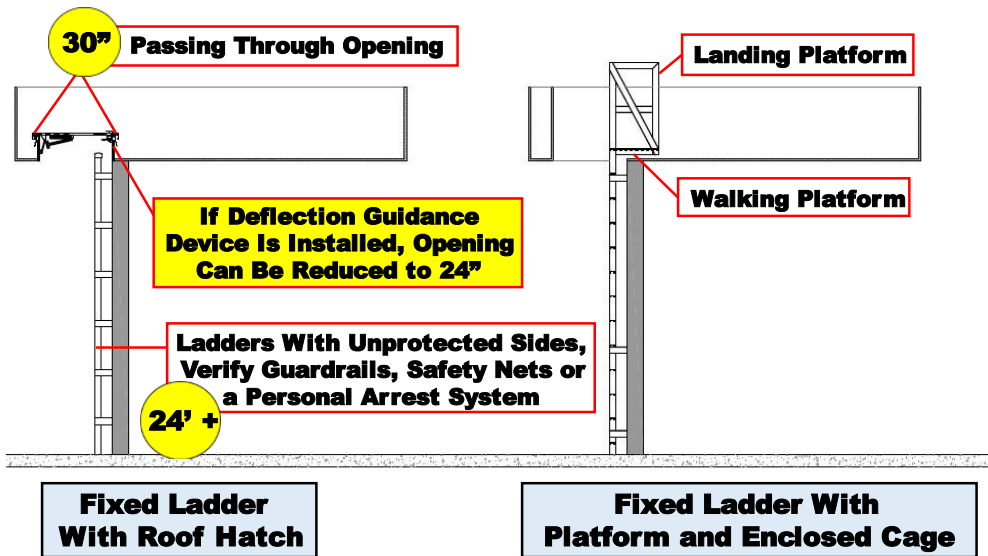 30”
Passing Through Opening
If Deflection Guidance
Device Is Installed, Opening
Can Be Reduced to 24”
Ladders With Unprotected Sides,
Verify Guardrails, Safety Nets or
a Personal Arrest System
24’ +
Fixed Ladder
With Roof Hatch
Landing Platform
Walking Platform
Fixed Ladder With
Platform and Enclosed Cage